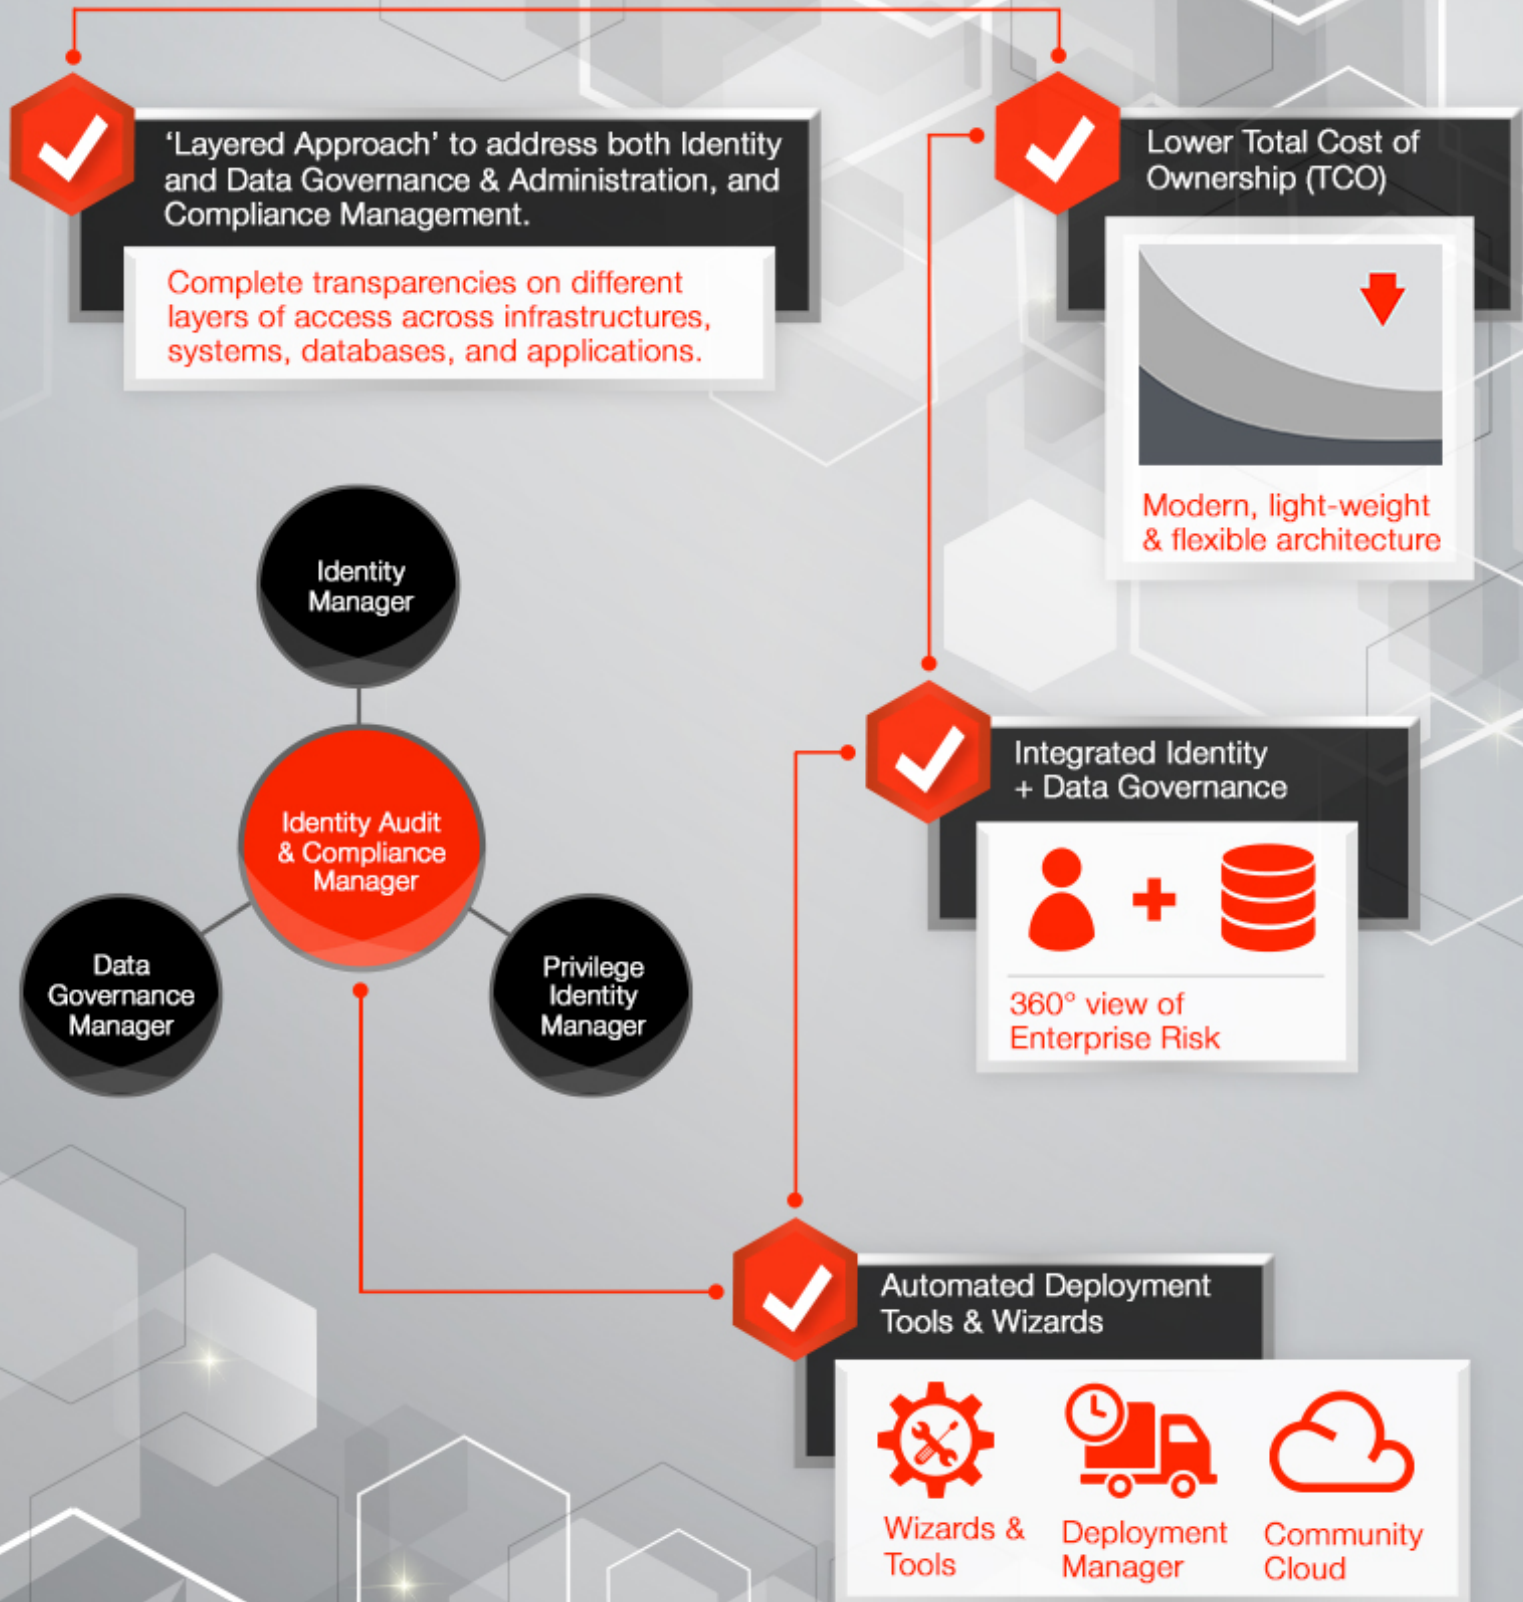 ‘Layered Approach’ to address both Identity
and Data Governance & Administration, and
Compliance Management.
Complete transparencies on different
layers of access across infrastructures,
systems, databases, and applications.
Lower Total Cost of
Ownership (TCO)
Modern, light-weight
& flexible architecture
Identity
Manager
Identity Audit
& Compliance
Manager
Data
Governance
Manager
Privilege
Identity
Manager
Integrated Identity
+ Data Governance
360° view of
Enterprise Risk
Automated Deployment
Tools & Wizards
Wizards &
Tools
Deployment
Manager
Community
Cloud